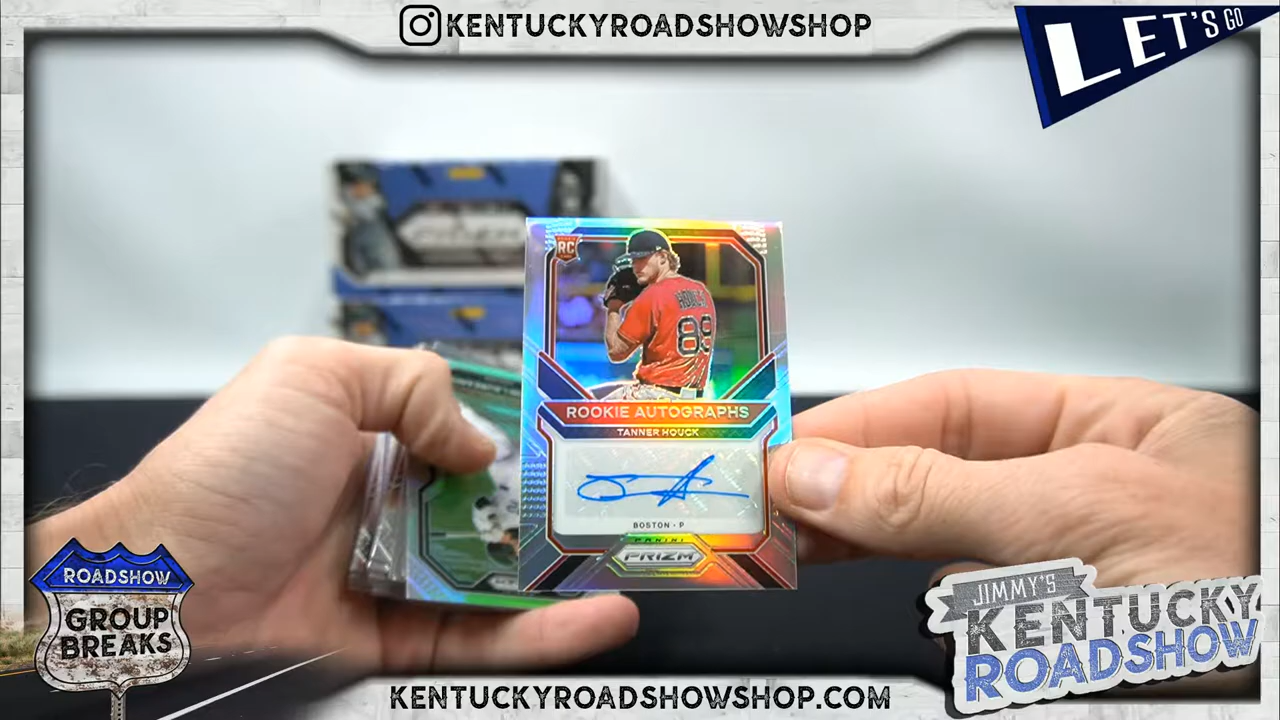 KENTUCKYROADSHOWSHOP
LET'S GO
RC
HOUCK
89
ROOKIE AUTOGRAPHS
TANNER HOUCK
BOSTON - P
PANINI
PRIZM
ROADSHOW
GROUP
BREAKS
JIMMY'S
KENTUCKY
ROADSHOW
KENTUCKYROADSHOWSHOP.COM